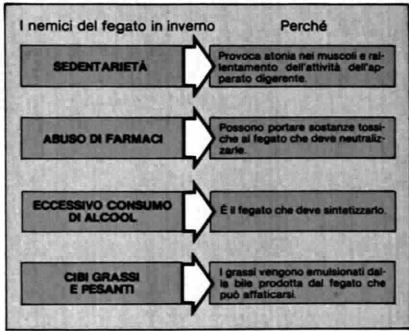 I nemici del fegato in inverno
Perché
SEDENTARIETÀ
Provoca atonia nei muscoli e ral-
lentamento dell'attività dell'ap-
parato digerente.
ABUSO DI FARMACI
Possono portare sostanze tossi-
che al fegato che deve neutraliz-
zarle.
ECCESSIVO CONSUMO
DI ALCOOL
É il fegato che deve sintetizzarlo.
CIBI GRASSI
E PESANTI
I grassi vengono emulsionati dal-
la bile prodotta dal fegato che
può affaticarsi.